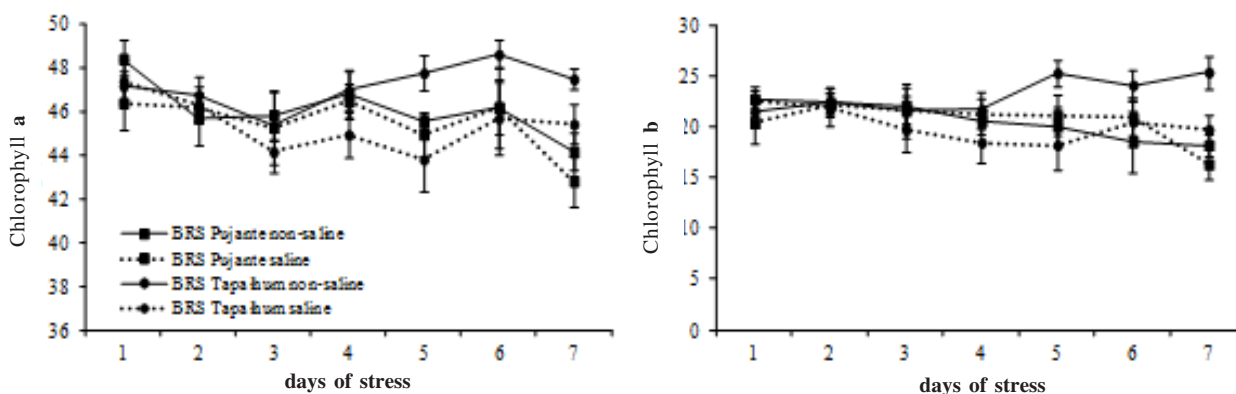 Chlorophyll a
50
48
46
44
42
40
38
36
BRS Pujante non-saline
BRS Pujante saline
BRS Tapaihum non-saline
BRS Tapaihum saline
1 2 3 4 5 6 7
days of stress
Chlorophyll b
30
25
20
15
10
5
0
1 2 3 4 5 6 7
days of stress